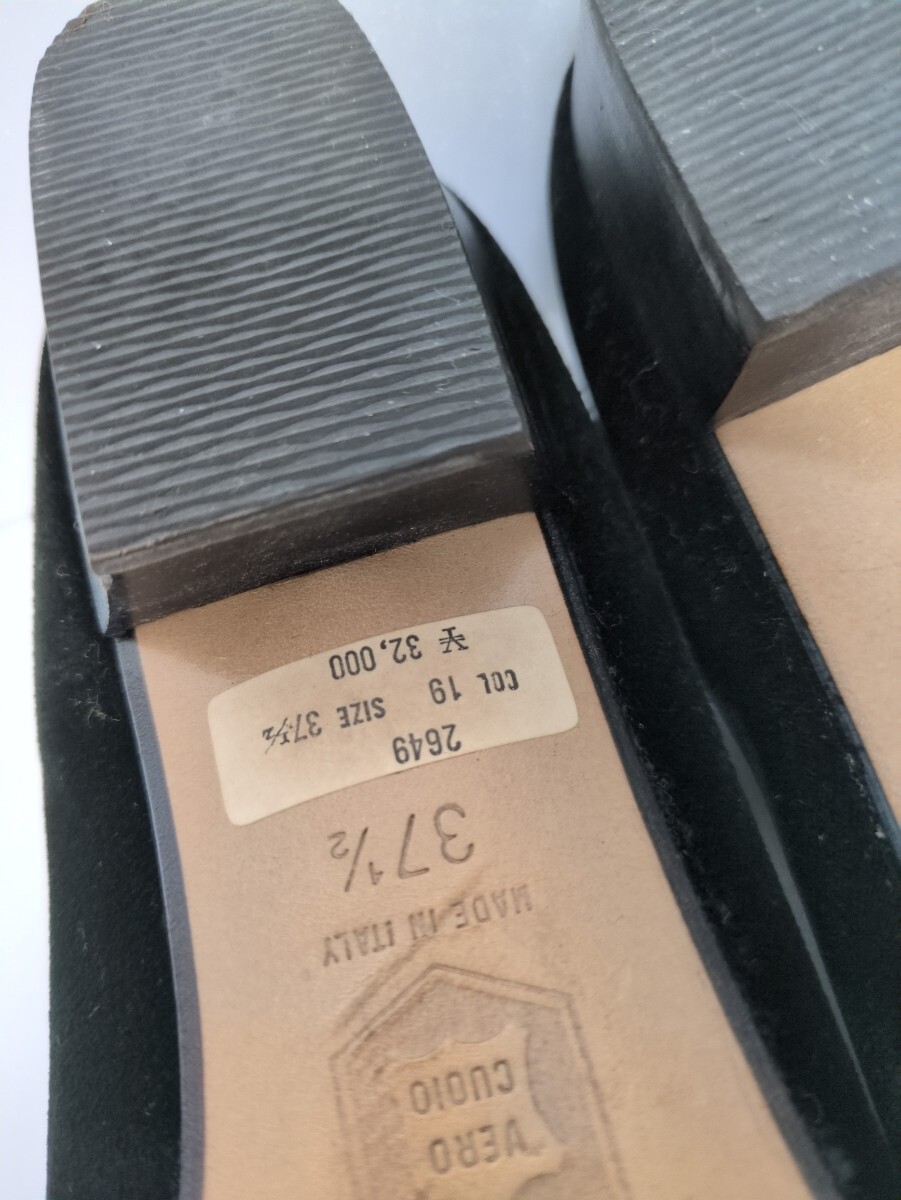 VERO
CUOIO
MADE IN ITALY
37½
2649
COL 19 SIZE 37½
¥ 32,000